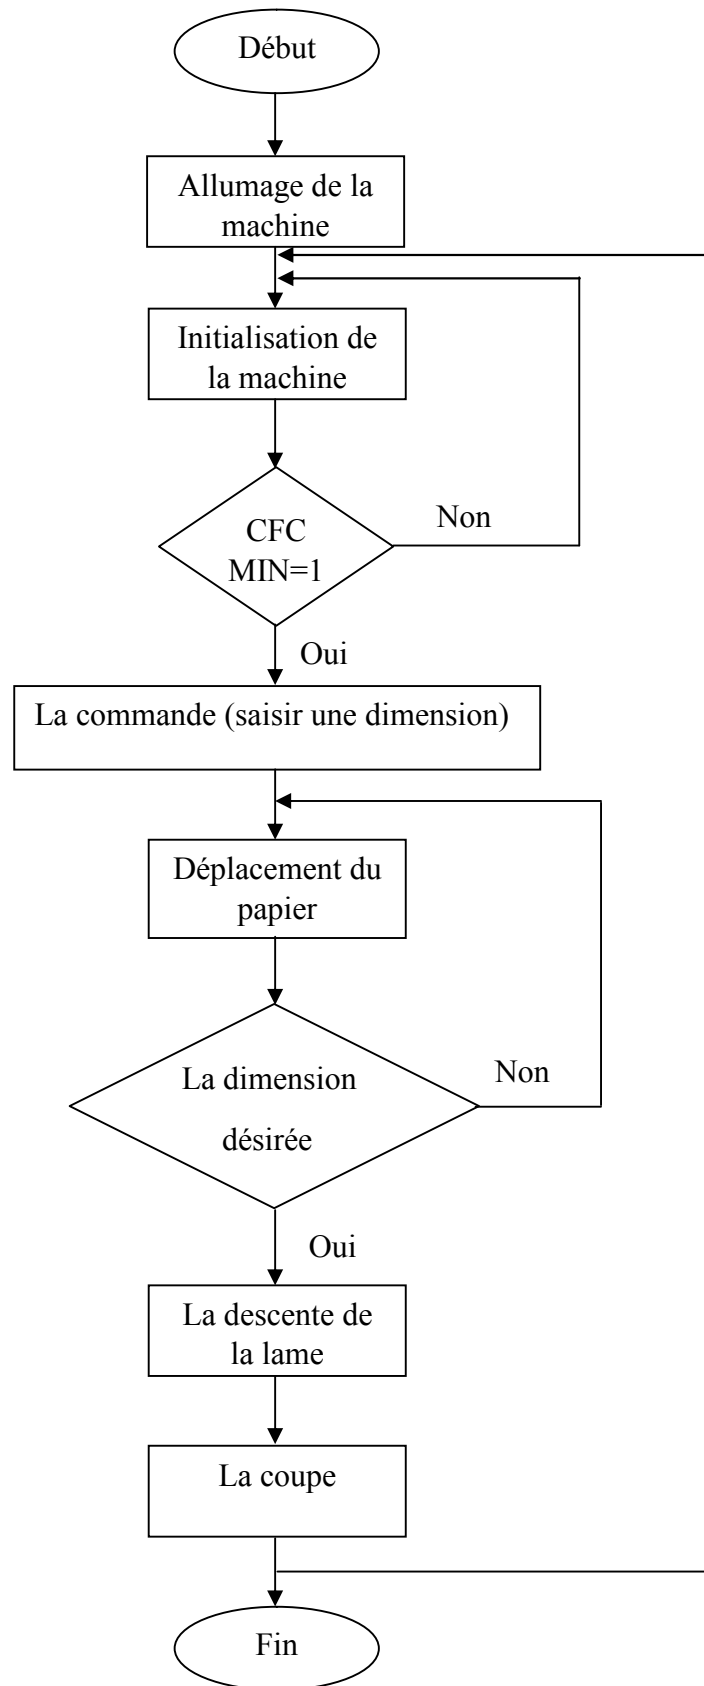 Début
Allumage de la
machine
Initialisation de
la machine
CFC
MIN=1
Non
Oui
La commande (saisir une dimension)
Déplacement du
papier
La dimension
désirée
Non
Oui
La descente de
la lame
La coupe
Fin